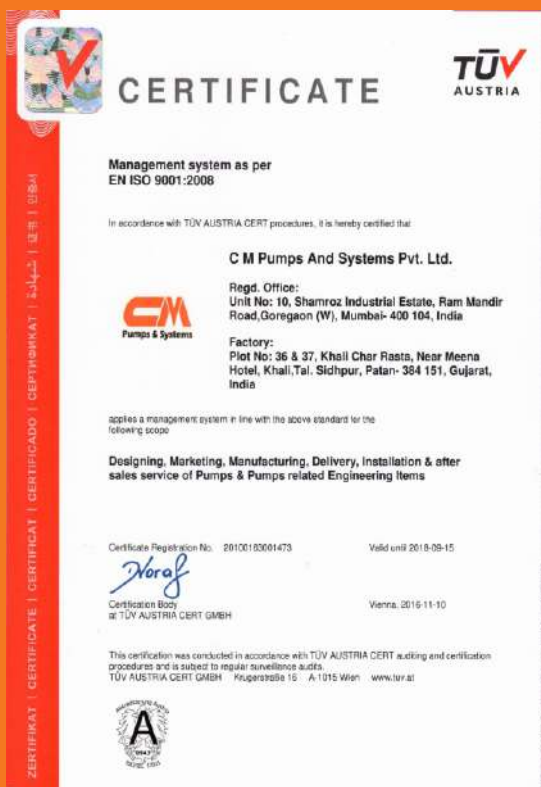 CERTIFICATE
TÜV
AUSTRIA
Management system as per
EN ISO 9001:2008
In accordance with TÜV AUSTRIA CERT procedures, it is hereby certified that
C M Pumps And Systems Pvt. Ltd.
CM
Pumps & Systems
Regd. Office:
Unit No: 10, Shamroz Industrial Estate, Ram Mandir
Road,Goregaon (W), Mumbai- 400 104, India
Factory:
Plot No: 36 & 37, Khali Char Rasta, Near Meena
Hotel, Khali,Tal. Sidhpur, Patan- 384 151, Gujarat,
India
applies a management system in line with the above standard for the
following scope
Designing, Marketing, Manufacturing, Delivery, Installation & after
sales service of Pumps & Pumps related Engineering Items
Certificate Registration No. 20100163001473
Valid until 2018-09-15
Certification Body
at TÜV AUSTRIA CERT GMBH
Vienna, 2016-11-10
This certification was conducted in accordance with TÜV AUSTRIA CERT auditing and certification
procedures and is subject to regular surveillance audits.
TÜV AUSTRIA CERT GMBH Krugerstraße 16 A-1015 Wien www.tuv.at
A
ZERTIFIKAT | CERTIFICATE | CERTIFICAT | CERTIFICADO | СЕРТИФИКАТ | شهادة | 证书 | 인증서